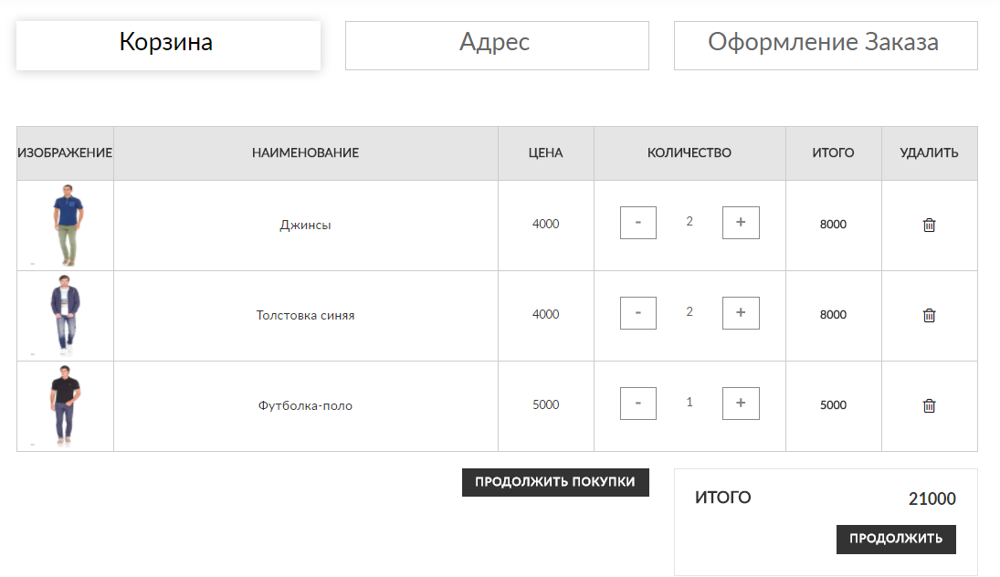 Корзина Адрес Оформление Заказа
ИЗОБРАЖЕНИЕ НАИМЕНОВАНИЕ ЦЕНА КОЛИЧЕСТВО ИТОГО УДАЛИТЬ
Джинсы 4000 - 2 + 8000
Толстовка синяя 4000 - 2 + 8000
Футболка-поло 5000 - 1 + 5000
ПРОДОЛЖИТЬ ПОКУПКИ
ИТОГО 21000
ПРОДОЛЖИТЬ